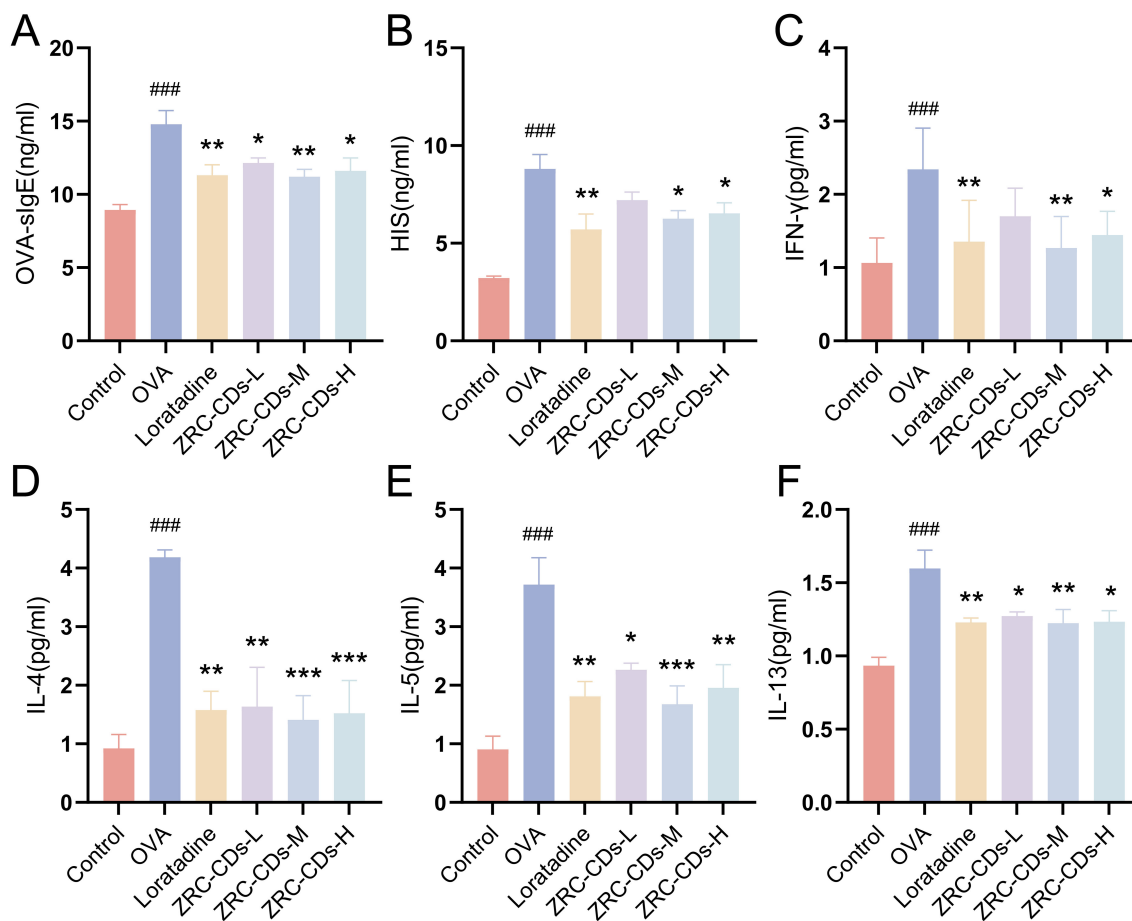 A
OVA-sIgE(ng/ml)
20
15
10
5
0
###
**
*
**
*
Control
OVA
Loratadine
ZRC-CDs-L
ZRC-CDs-M
ZRC-CDs-H
B
HIS(ng/ml)
15
10
5
0
###
**
*
*
Control
OVA
Loratadine
ZRC-CDs-L
ZRC-CDs-M
ZRC-CDs-H
C
IFN-γ(pg/ml)
4
3
2
1
0
###
**
**
*
Control
OVA
Loratadine
ZRC-CDs-L
ZRC-CDs-M
ZRC-CDs-H
D
IL-4(pg/ml)
5
4
3
2
1
0
###
**
**
***
***
Control
OVA
Loratadine
ZRC-CDs-L
ZRC-CDs-M
ZRC-CDs-H
E
IL-5(pg/ml)
5
4
3
2
1
0
###
**
*
***
**
Control
OVA
Loratadine
ZRC-CDs-L
ZRC-CDs-M
ZRC-CDs-H
F
IL-13(pg/ml)
2.0
1.5
1.0
0.5
0.0
###
**
*
**
*
Control
OVA
Loratadine
ZRC-CDs-L
ZRC-CDs-M
ZRC-CDs-H